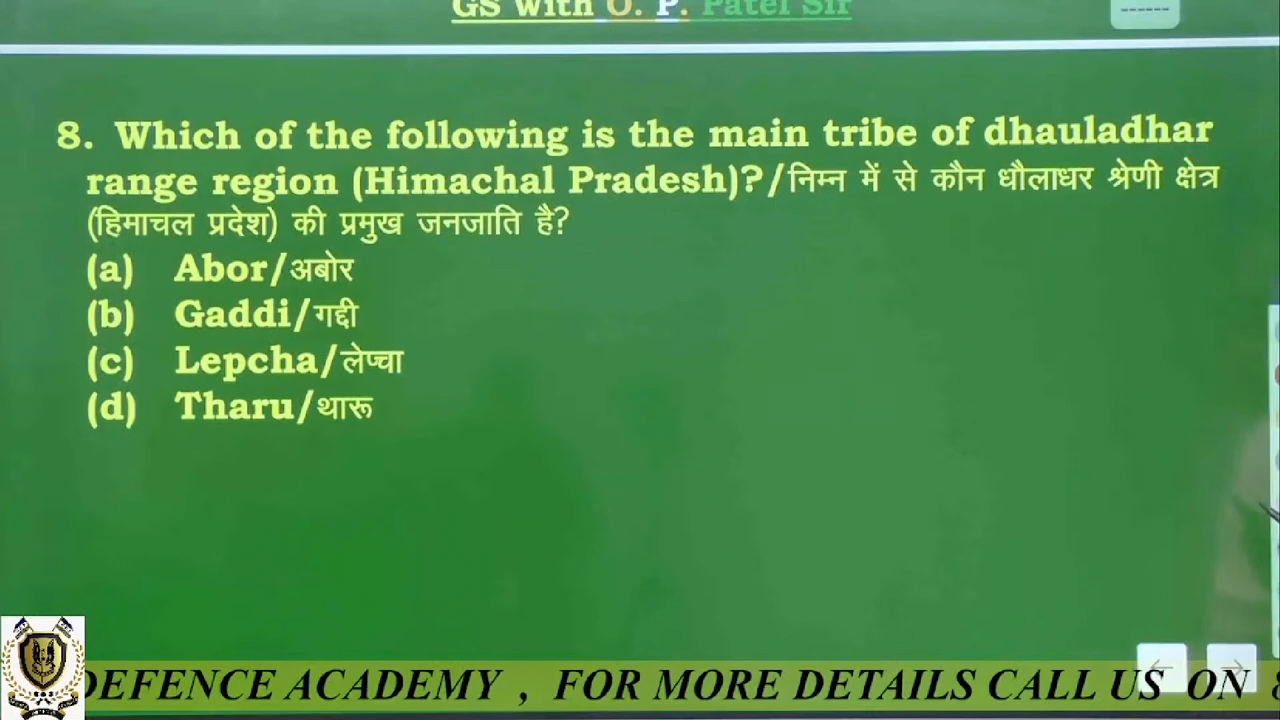 GS With O. P. Patel Sir
------
8. Which of the following is the main tribe of dhauladhar
range region (Himachal Pradesh)?/निम्न में से कौन धौलाधर श्रेणी क्षेत्र
(हिमाचल प्रदेश) की प्रमुख जनजाति है?
(a) Abor/अबोर
(b) Gaddi/गद्दी
(c) Lepcha/लेप्चा
(d) Tharu/थारू
DEFENCE ACADEMY , FOR MORE DETAILS CALL US ON 8